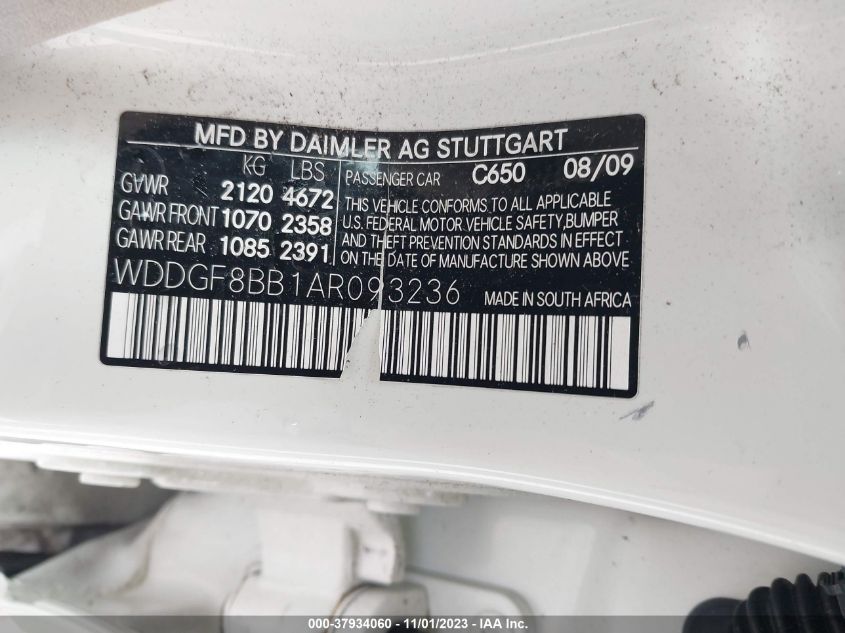 MFD BY DAIMLER AG STUTTGART
KG LBS PASSENGER CAR C650 08/09
GVWR 2120 4672
GAWR FRONT 1070 2358
GAWR REAR 1085 2391
THIS VEHICLE CONFORMS TO ALL APPLICABLE
U.S. FEDERAL MOTOR VEHICLE SAFETY, BUMPER
AND THEFT PREVENTION STANDARDS IN EFFECT
ON THE DATE OF MANUFACTURE SHOWN ABOVE
WDDGF8BB1AR093236 MADE IN SOUTH AFRICA
000-37934060 - 11/01/2023 - IAA Inc.